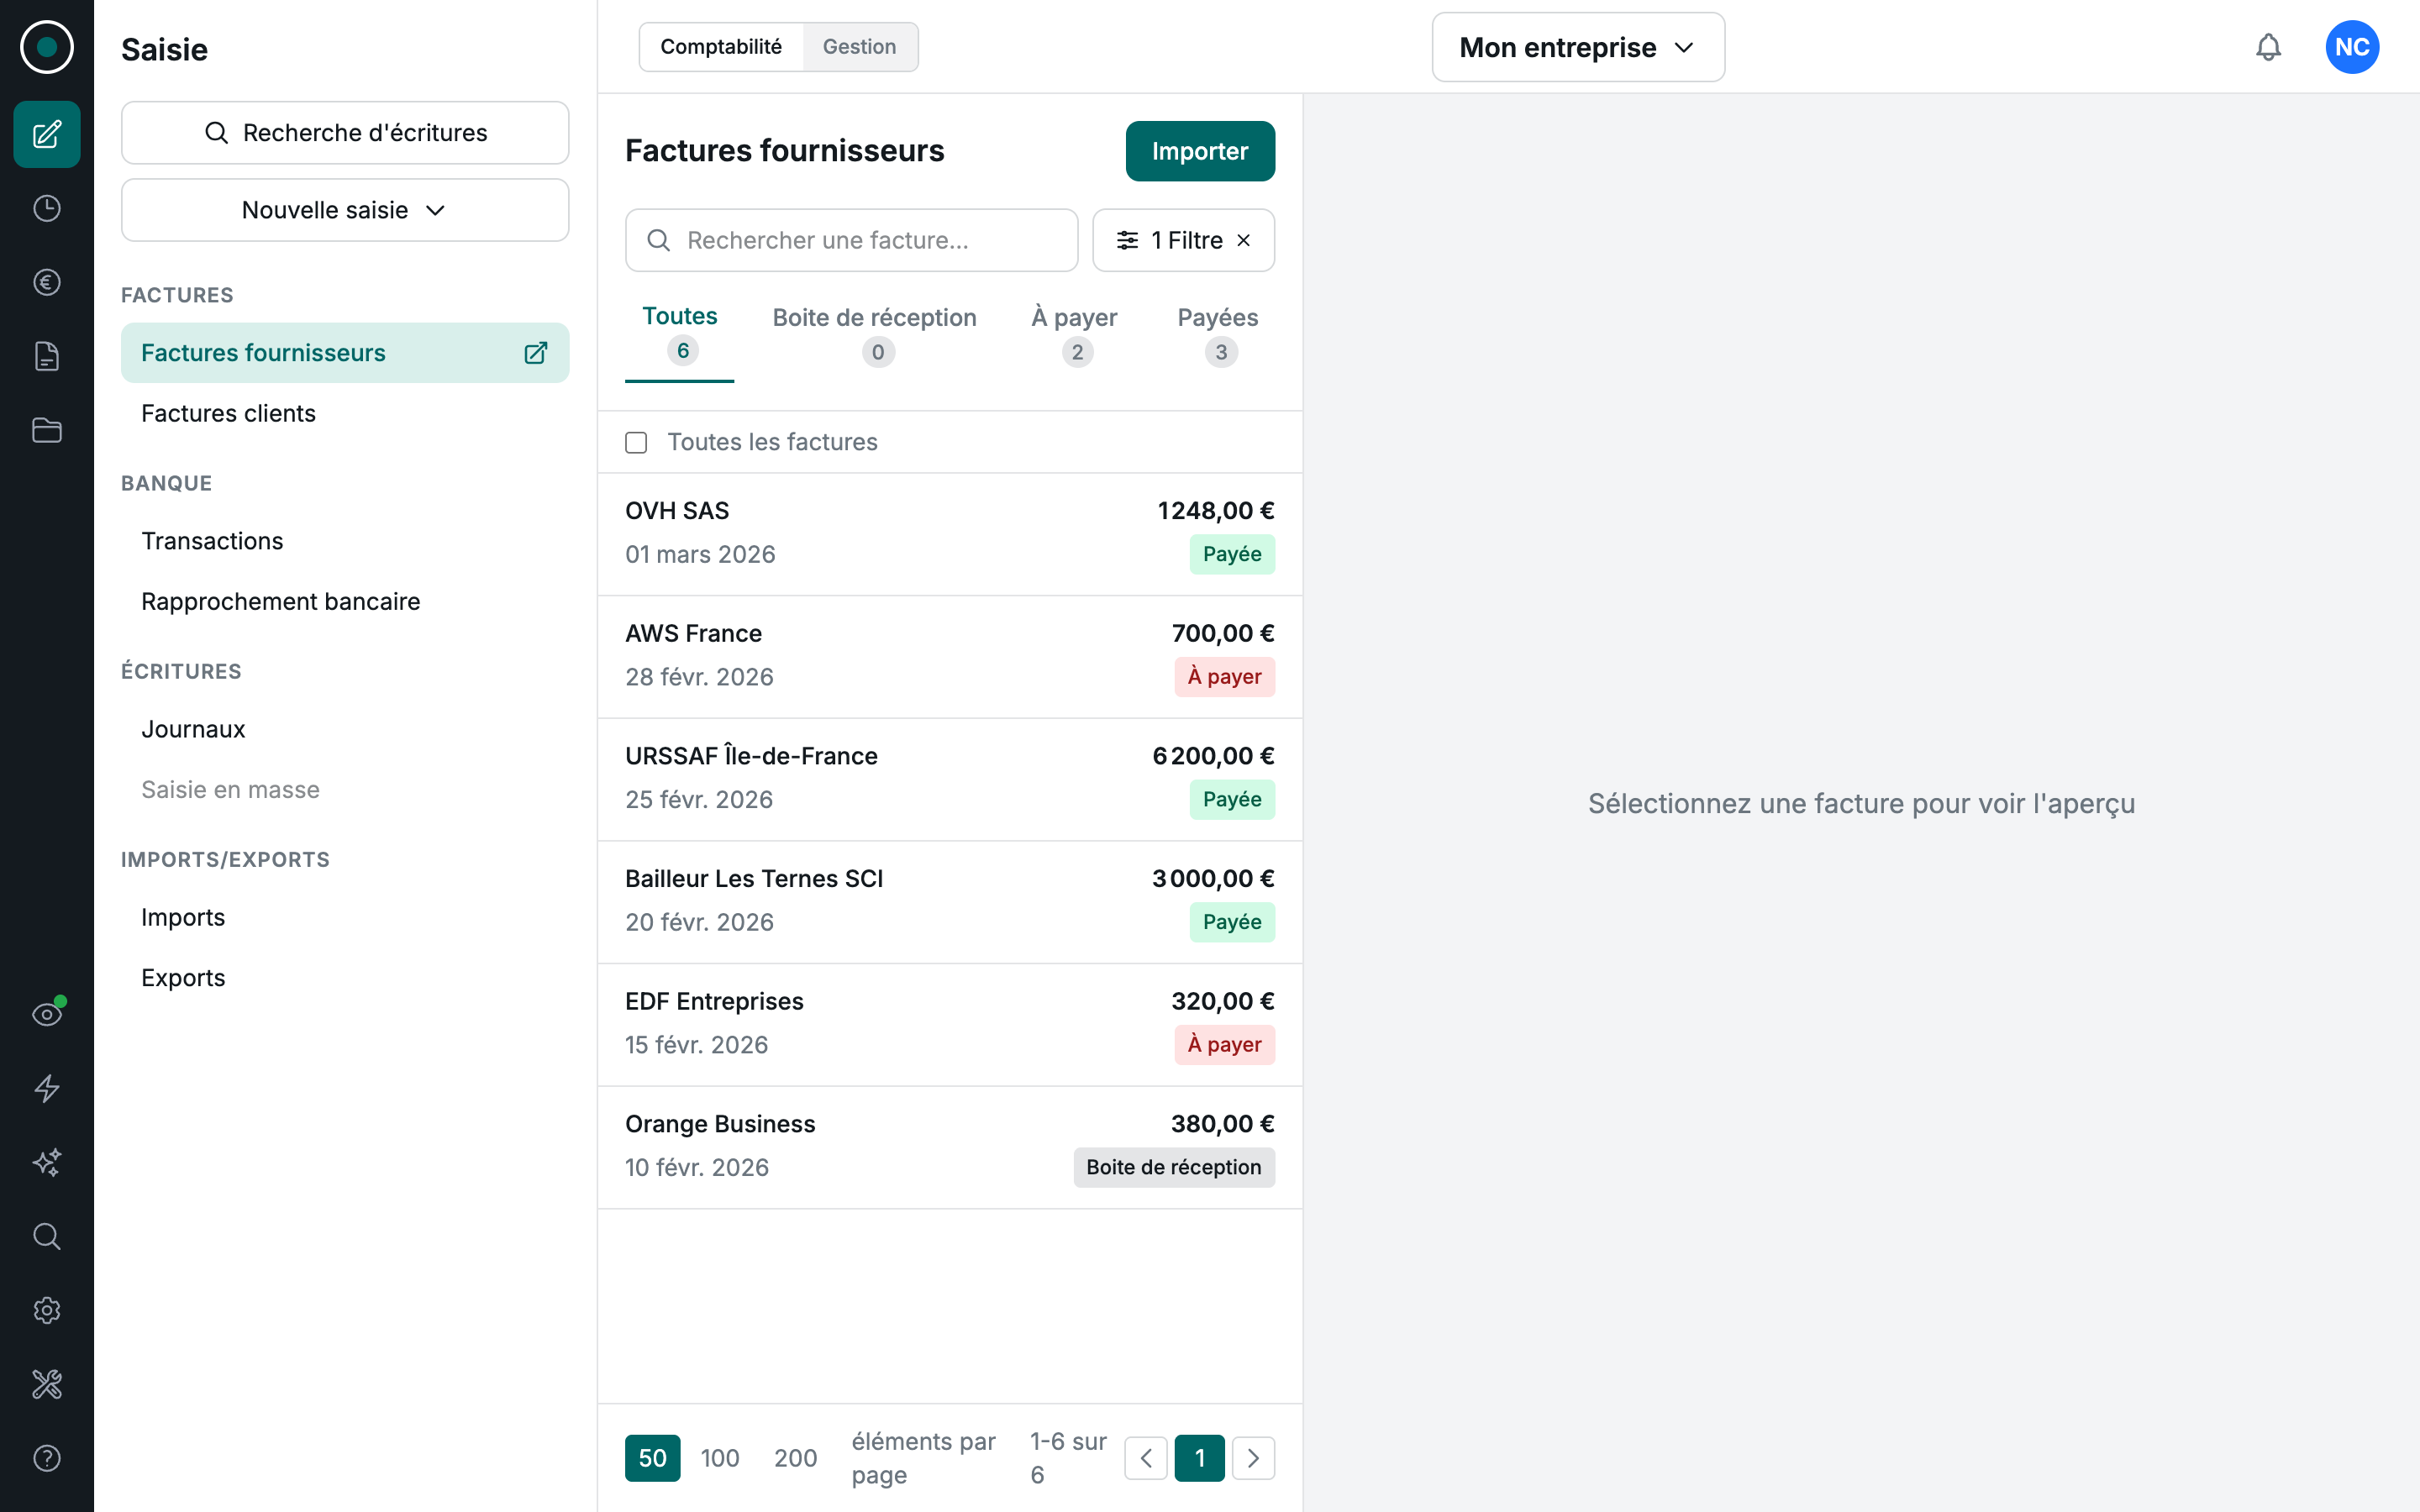 Saisie
Recherche d'écritures
Nouvelle saisie
FACTURES
Factures fournisseurs
Factures clients
BANQUE
Transactions
Rapprochement bancaire
ÉCRITURES
Journaux
Saisie en masse
IMPORTS/EXPORTS
Imports
Exports
Comptabilité
Gestion
Mon entreprise
NC
Factures fournisseurs
Importer
Rechercher une facture...
1 Filtre
Toutes
6
Boite de réception
0
À payer
2
Payées
3
Toutes les factures
OVH SAS
1 248,00 €
01 mars 2026
Payée
AWS France
700,00 €
28 févr. 2026
À payer
URSSAF Île-de-France
6 200,00 €
25 févr. 2026
Payée
Bailleur Les Ternes SCI
3 000,00 €
20 févr. 2026
Payée
EDF Entreprises
320,00 €
15 févr. 2026
À payer
Orange Business
380,00 €
10 févr. 2026
Boite de réception
50
100
200
éléments par
page
1-6 sur
6
1
Sélectionnez une facture pour voir l'aperçu